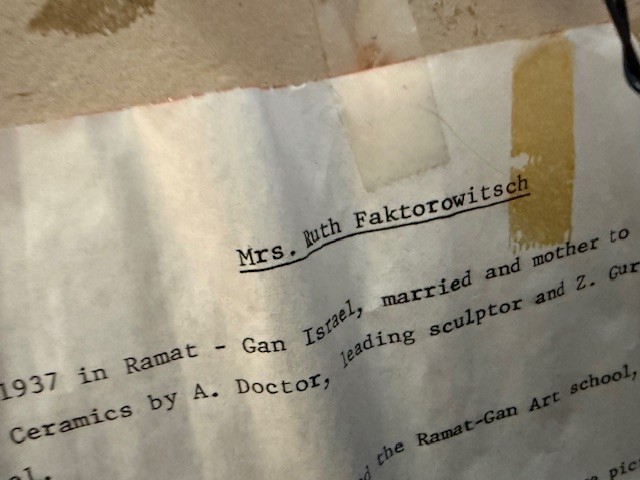 Mrs. Ruth Faktorowitsch
1937 in Ramat - Gan Israel, married and mother to
Ceramics by A. Doctor, leading sculptor and Z. Gur
the Ramat-Gan Art school,